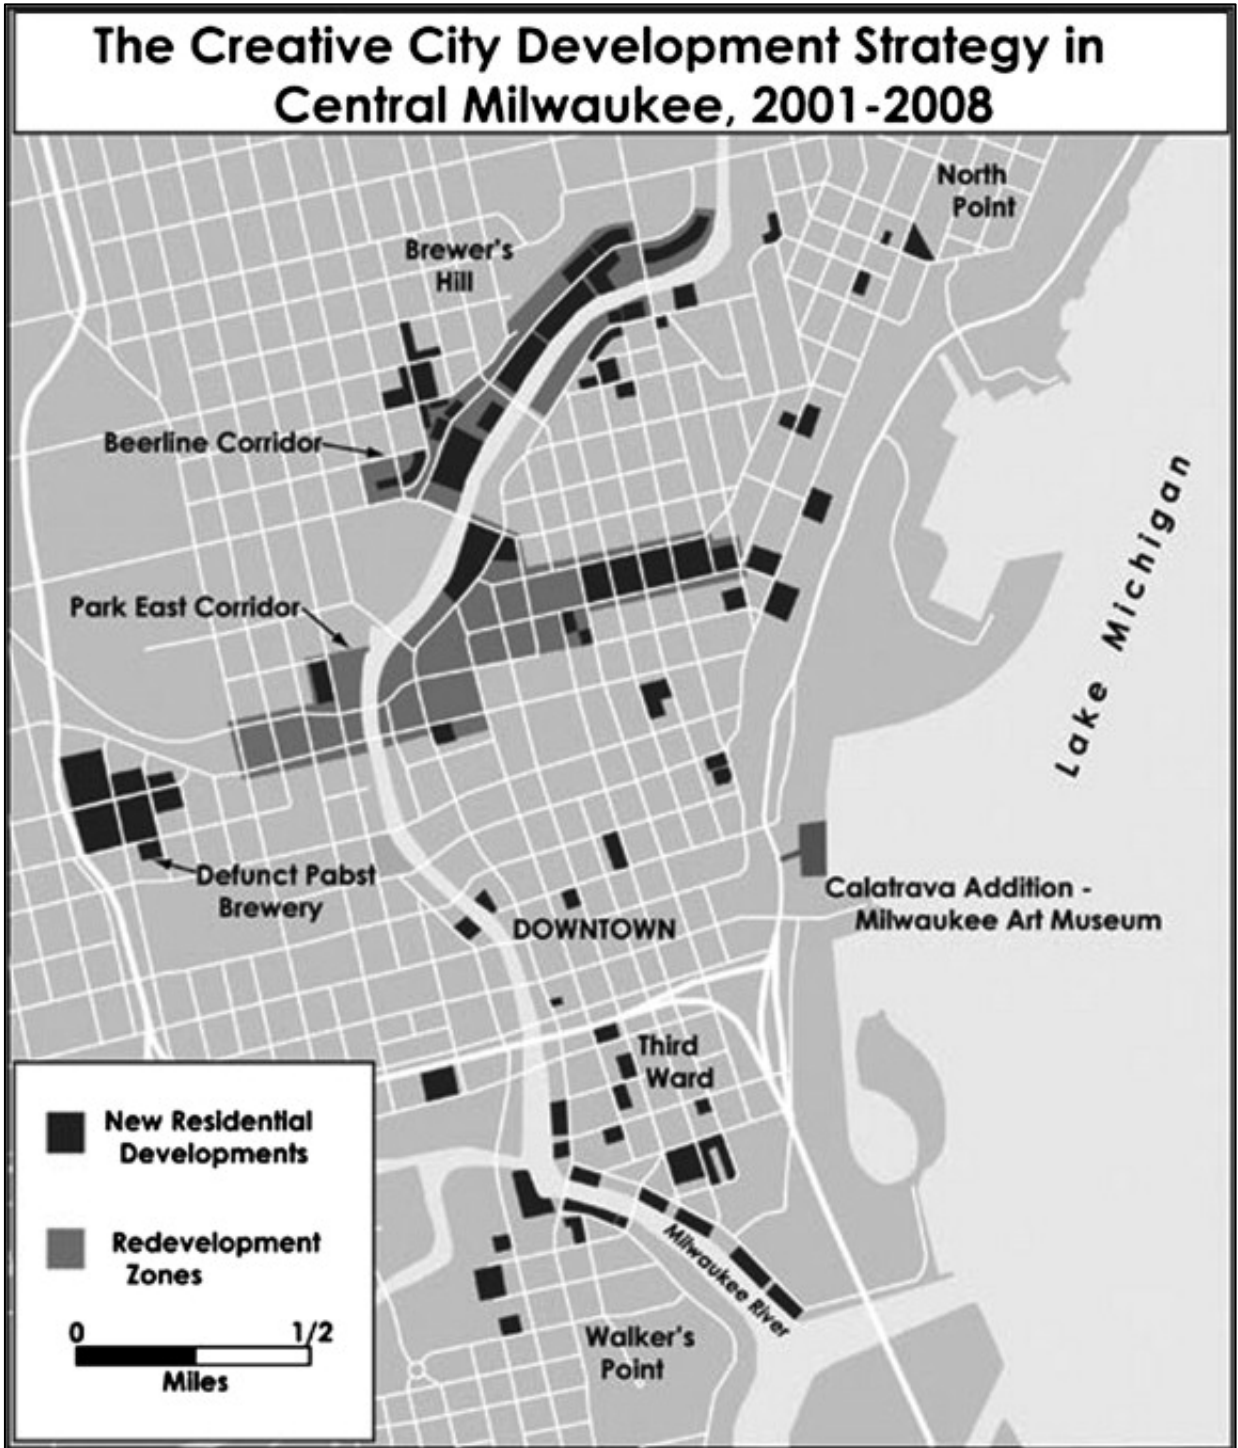 The Creative City Development Strategy in
Central Milwaukee, 2001-2008
North
Point
Brewer's
Hill
Beerline Corridor
Lake Michigan
Park East Corridor
Defunct Pabst
Brewery
Calatrava Addition -
Milwaukee Art Museum
DOWNTOWN
Third
Ward
Milwaukee River
Walker's
Point
New Residential
Developments
Redevelopment
Zones
0 1/2
Miles